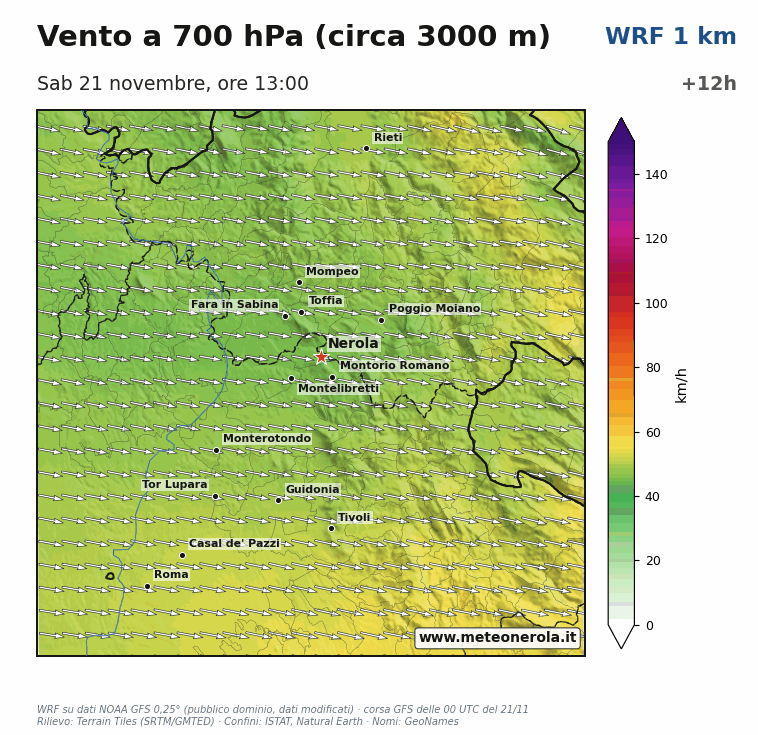 Vento a 700 hPa (circa 3000 m)
WRF 1 km
Sab 21 novembre, ore 13:00
+12h
Rieti
Mompeo
Toffia
Fara in Sabina
Poggio Moiano
Nerola
Montorio Romano
Montelibretti
Monterotondo
Tor Lupara
Guidonia
Tivoli
Casal de' Pazzi
Roma
www.meteonerola.it
140
120
100
80
60
40
20
0
km/h
WRF su dati NOAA GFS 0,25° (pubblico dominio, dati modificati) · corsa GFS delle 00 UTC del 21/11
Rilievo: Terrain Tiles (SRTM/GMTED) · Confini: ISTAT, Natural Earth · Nomi: GeoNames